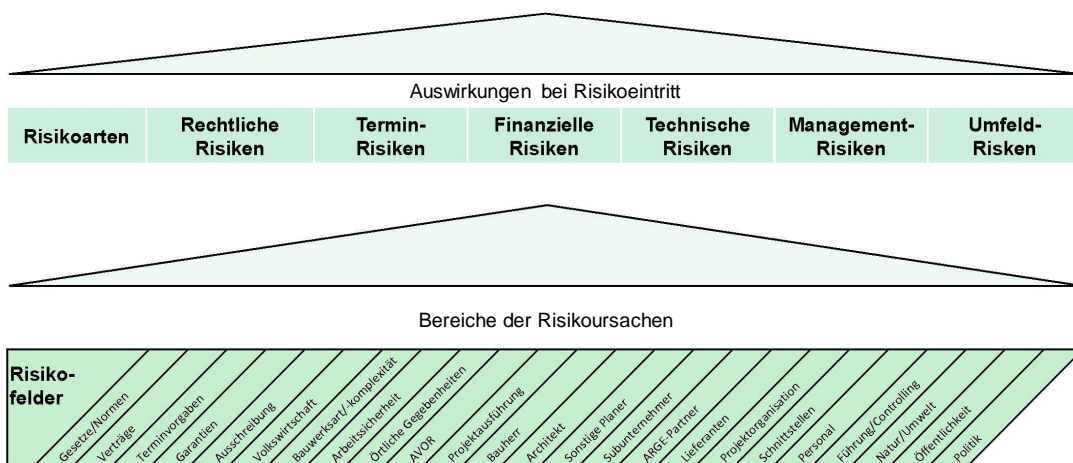 Auswirkungen bei Risikoeintritt
Risikoarten
Rechtliche
Risiken
Termin-
Risiken
Finanzielle
Risiken
Technische
Risiken
Management-
Risiken
Umfeld-
Risken
Bereiche der Risikoursachen
Risiko-
felder
Gesetze/Normen
Verträge
Terminvorgaben
Garantien
Ausschreibung
Volkswirtschaft
Bauwerksart/-komplexität
Arbeitssicherheit
Örtliche Gegebenheiten
AVOR
Projektausführung
Bauherr
Architekt
Sonstige Planer
Subunternehmer
ARGE-Partner
Lieferanten
Projektorganisation
Schnittstellen
Personal
Führung/Controlling
Natur/Umwelt
Öffentlichkeit
Politik